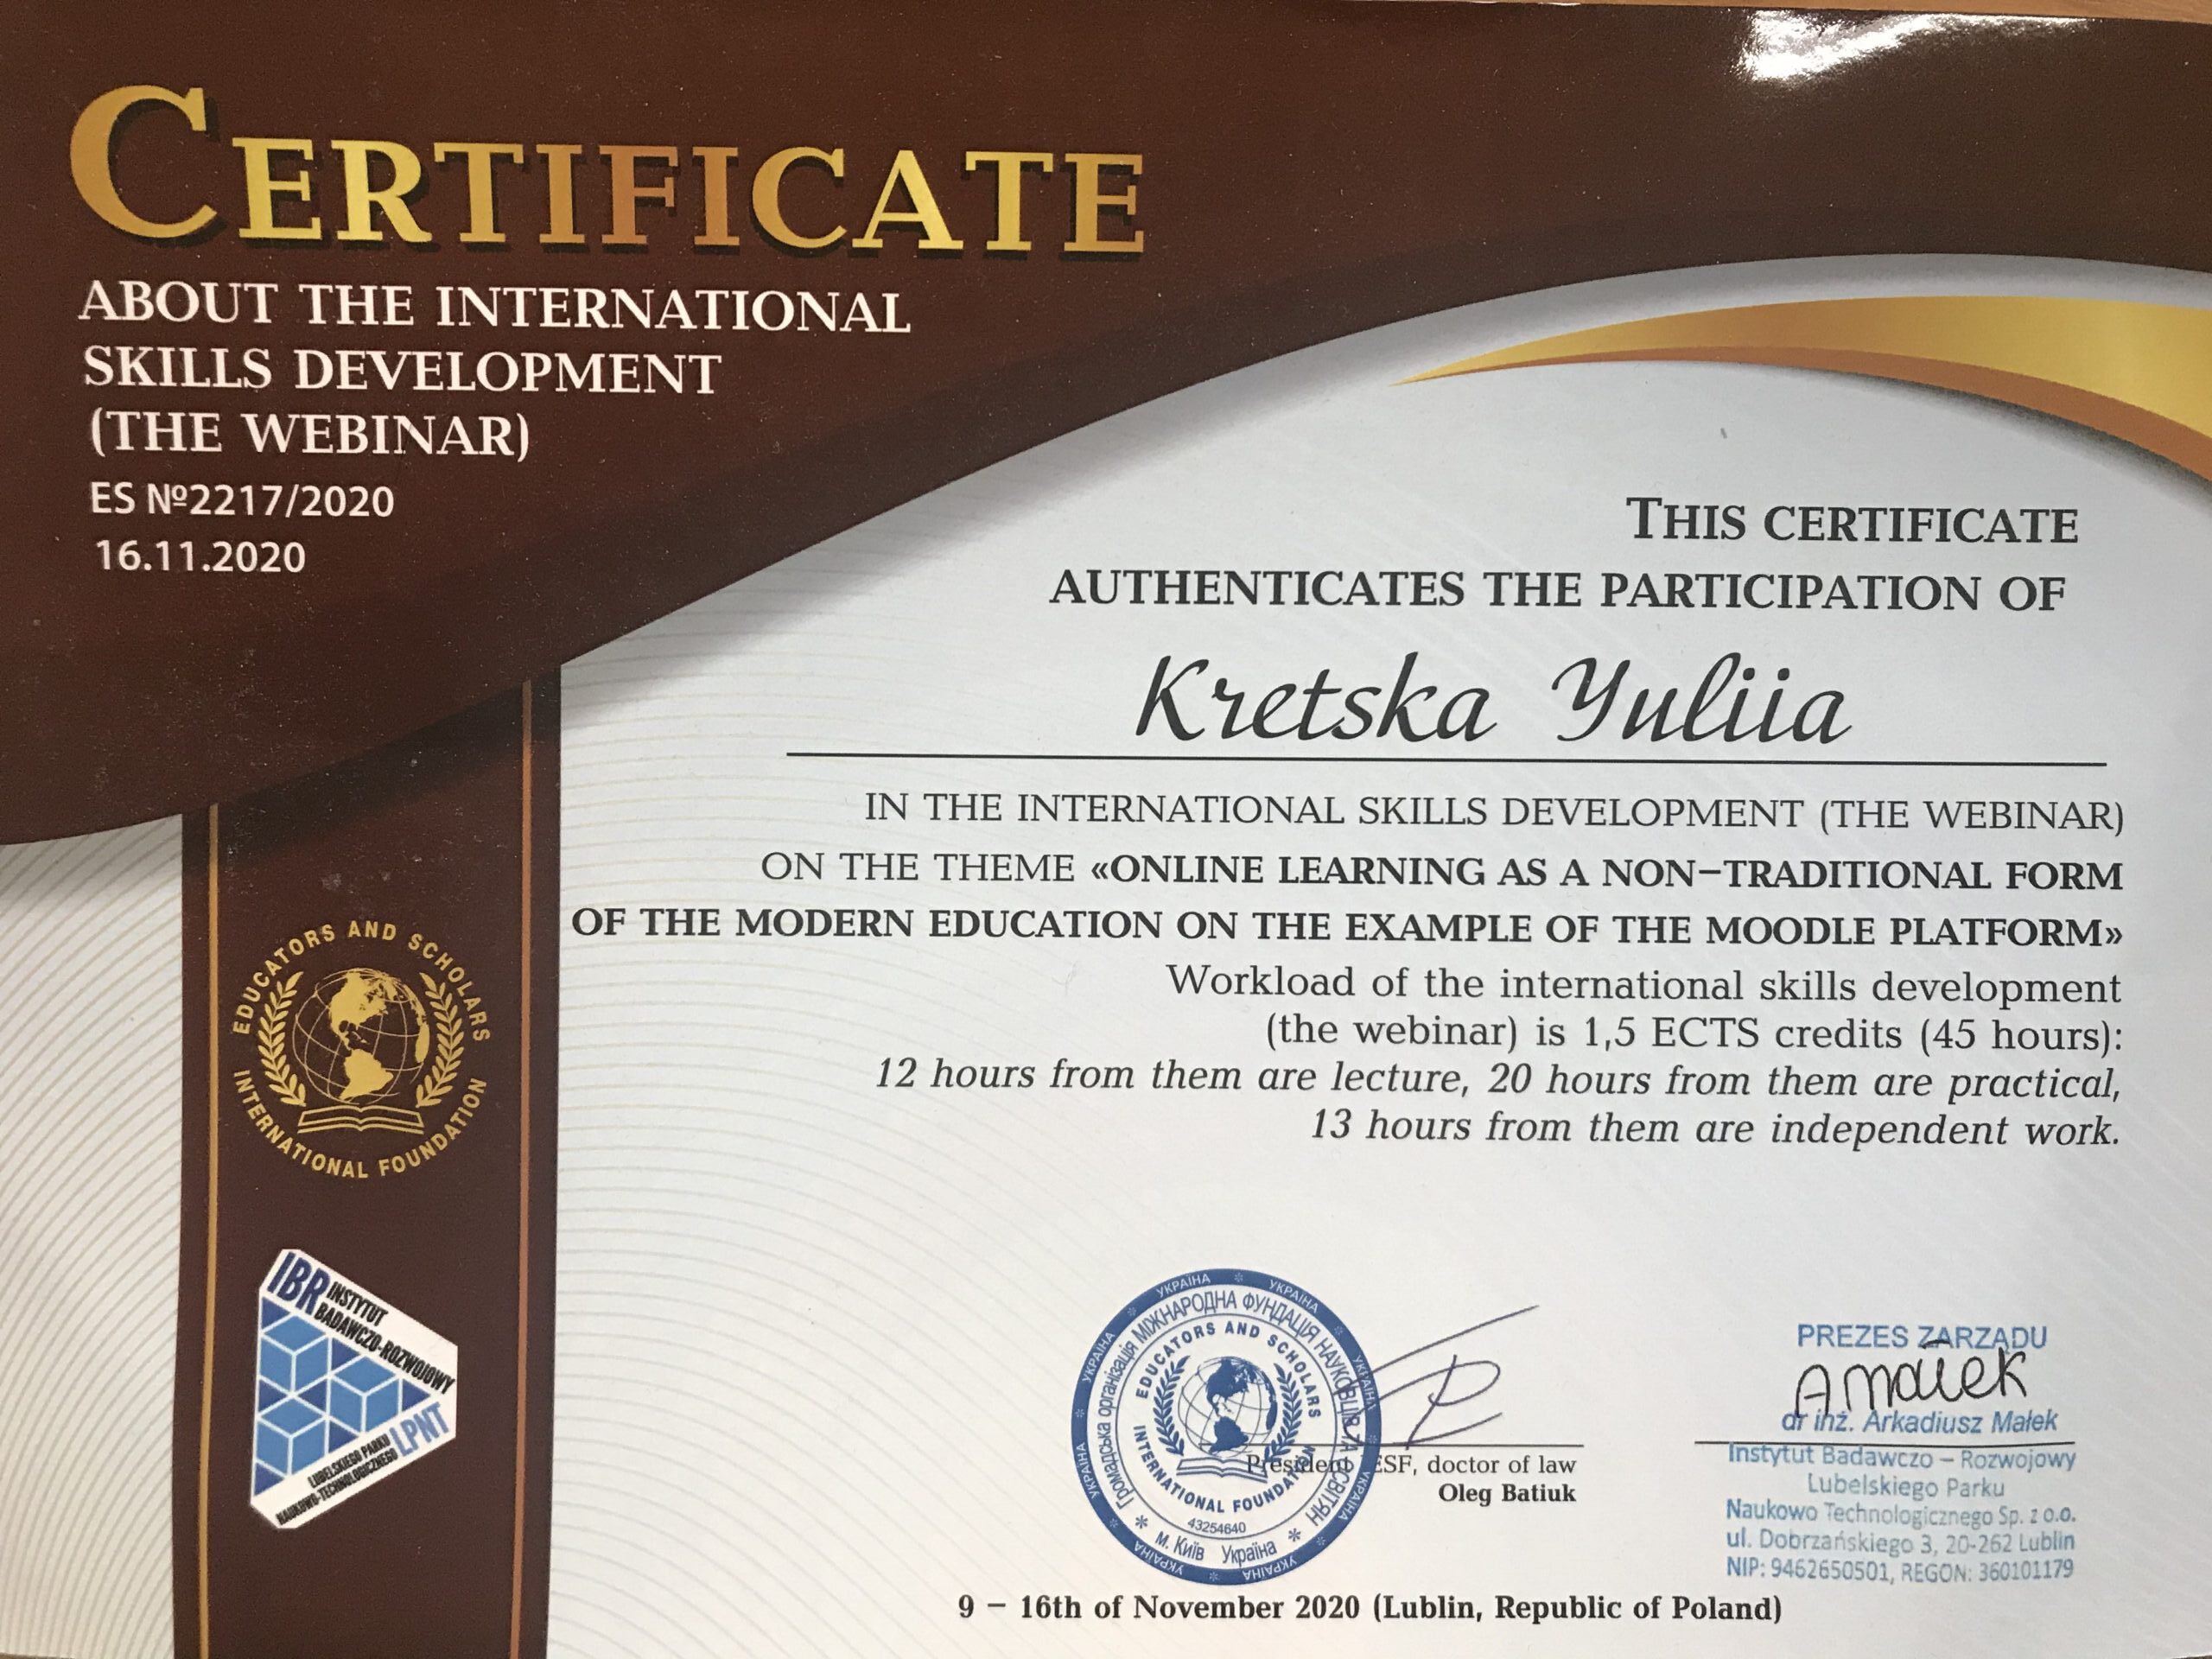 CERTIFICATE
ABOUT THE INTERNATIONAL
SKILLS DEVELOPMENT
(THE WEBINAR)
ES №2217/2020
16.11.2020
THIS CERTIFICATE
AUTHENTICATES THE PARTICIPATION OF
Kretska Yuliia
IN THE INTERNATIONAL SKILLS DEVELOPMENT (THE WEBINAR)
ON THE THEME «ONLINE LEARNING AS A NON-TRADITIONAL FORM
OF THE MODERN EDUCATION ON THE EXAMPLE OF THE MOODLE PLATFORM»
Workload of the international skills development
(the webinar) is 1,5 ECTS credits (45 hours):
12 hours from them are lecture, 20 hours from them are practical,
13 hours from them are independent work.
EDUCATORS AND SCHOLARS
INTERNATIONAL FOUNDATION
IBR INSTYTUT
BADAWCZO-ROZWOJOWY
LUBELSKIEGO PARKU
NAUKOWO-TECHNOLOGICZNEGO
LPNT
УКРАЇНА * УКРАЇНА * УКРАЇНА * УКРАЇНА * УКРАЇНА * УКРАЇНА * УКРАЇНА * УКРАЇНА
Громадська організація МІЖНАРОДНА ФУНДАЦІЯ НАУКОВЦІВ ТА ОСВІТЯН
* м. Київ Україна *
EDUCATORS AND SCHOLARS
INTERNATIONAL FOUNDATION
43254640
President ESF, doctor of law
Oleg Batiuk
PREZES ZARZĄDU
AMałek
dr inż. Arkadiusz Małek
Instytut Badawczo – Rozwojowy
Lubelskiego Parku
Naukowo Technologicznego Sp. z o.o.
ul. Dobrzańskiego 3, 20-262 Lublin
NIP: 9462650501, REGON: 360101179
9 – 16th of November 2020 (Lublin, Republic of Poland)